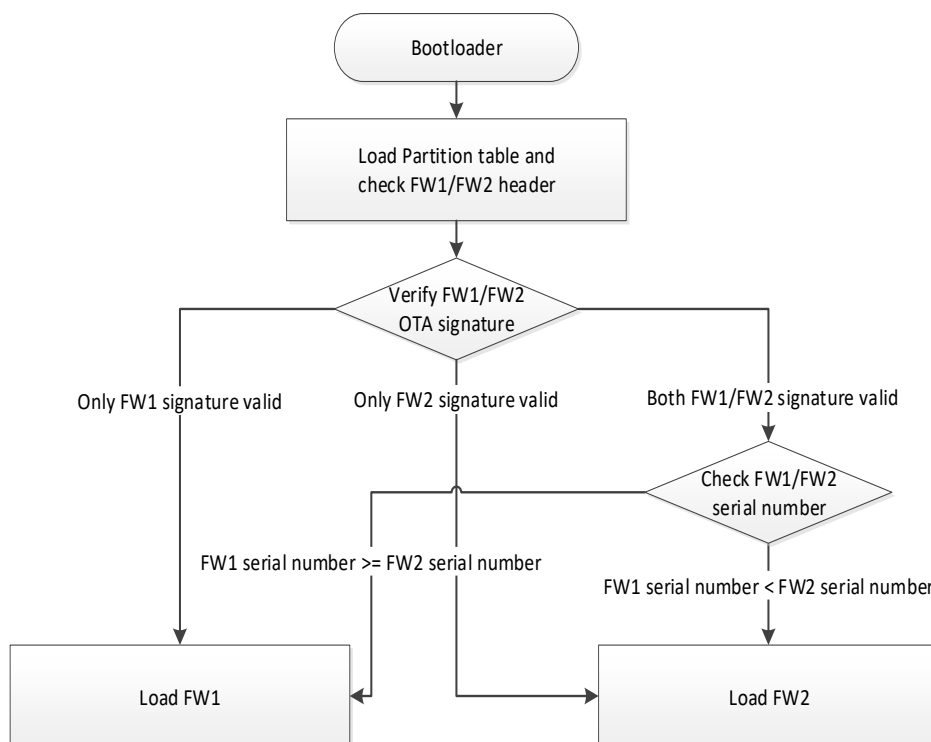 Bootloader
Load Partition table and
check FW1/FW2 header
Verify FW1/FW2
OTA signature
Only FW1 signature valid
Only FW2 signature valid
Both FW1/FW2 signature valid
Check FW1/FW2
serial number
FW1 serial number >= FW2 serial number
FW1 serial number < FW2 serial number
Load FW1
Load FW2